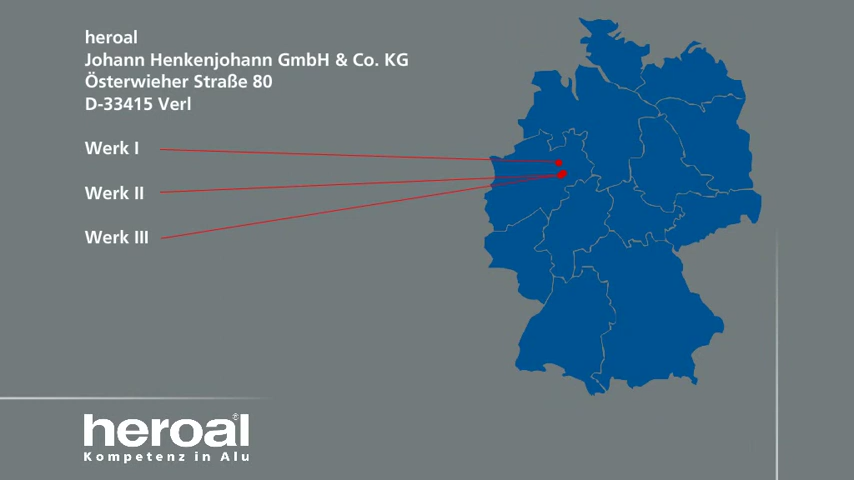 heroal
Johann Henkenjohann GmbH & Co. KG
Österwieher Straße 80
D-33415 Verl
Werk I
Werk II
Werk III
heroal®
Kompetenz in Alu